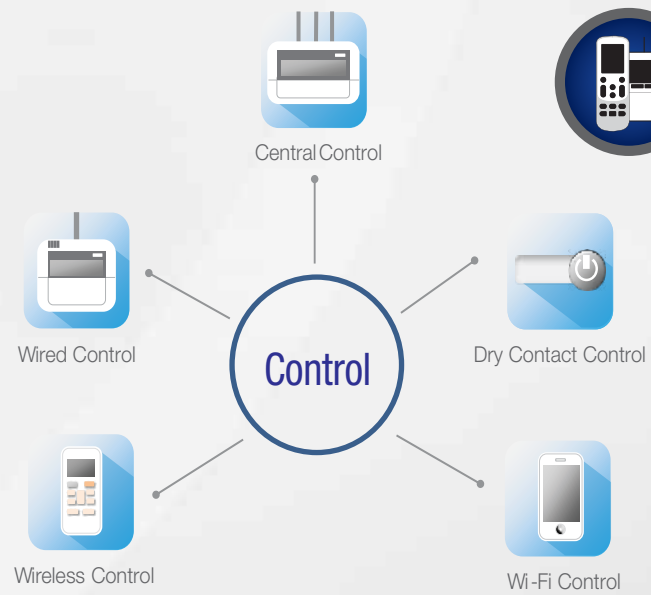 Central Control
Wired Control
Control
Dry Contact Control
Wireless Control
Wi-Fi Control